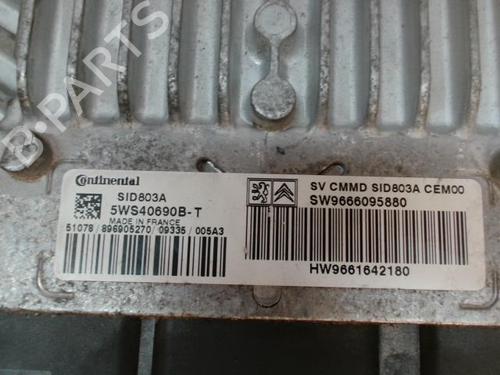 Continental
SID803A
5WS40690B-T
MADE IN FRANCE
51078 / 896905270 / 09335 / 005A3
SV CMMD SID803A CEM00
SW9666095880
HW9661642180
B-PARTS